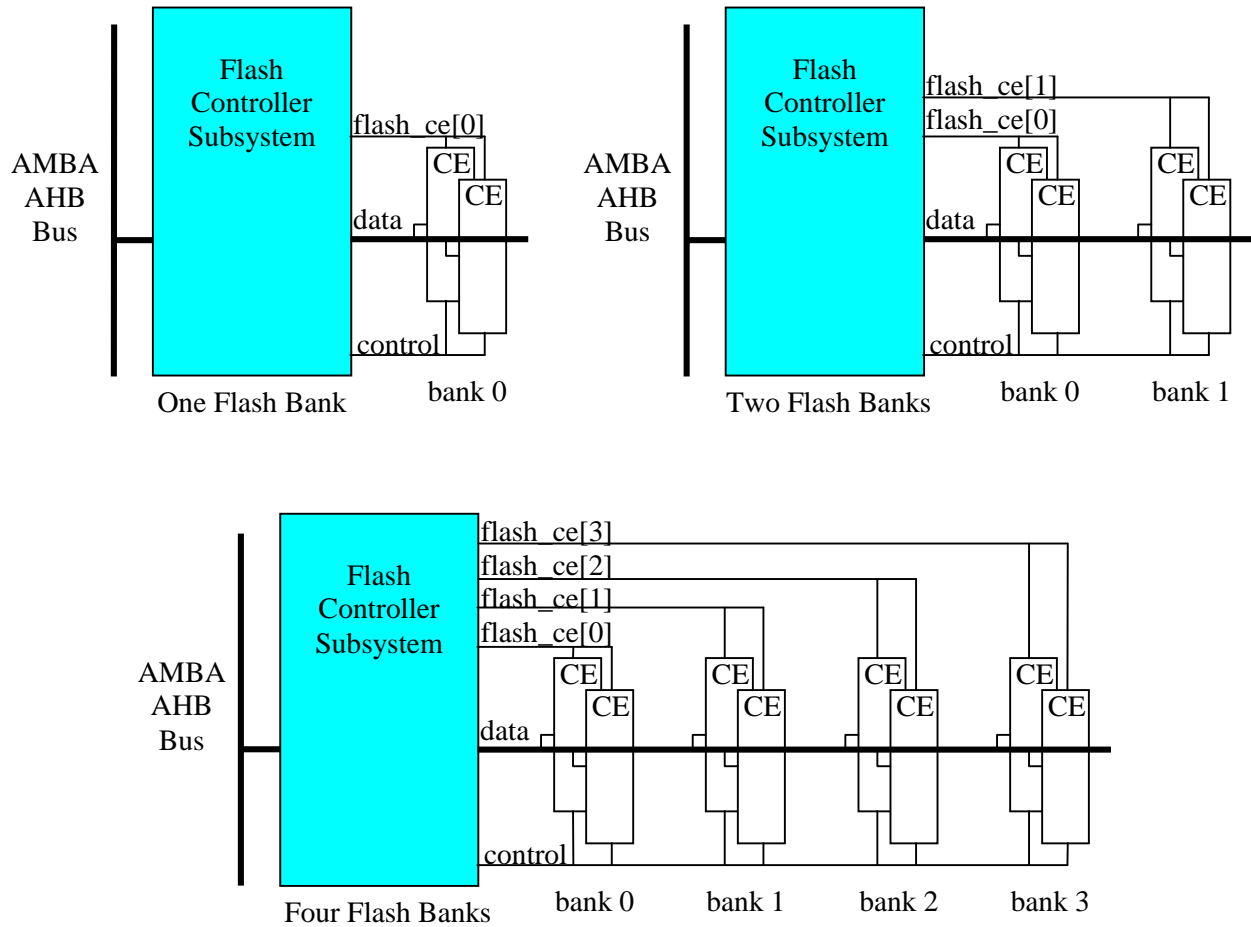 AMBA
AHB
Bus
Flash
Controller
Subsystem
flash_ce[0]
CE
CE
data
control
One Flash Bank
bank 0
AMBA
AHB
Bus
Flash
Controller
Subsystem
flash_ce[1]
flash_ce[0]
CE
CE
CE
CE
data
control
Two Flash Banks
bank 0
bank 1
AMBA
AHB
Bus
Flash
Controller
Subsystem
flash_ce[3]
flash_ce[2]
flash_ce[1]
flash_ce[0]
CE
CE
CE
CE
CE
CE
CE
CE
data
control
Four Flash Banks
bank 0
bank 1
bank 2
bank 3